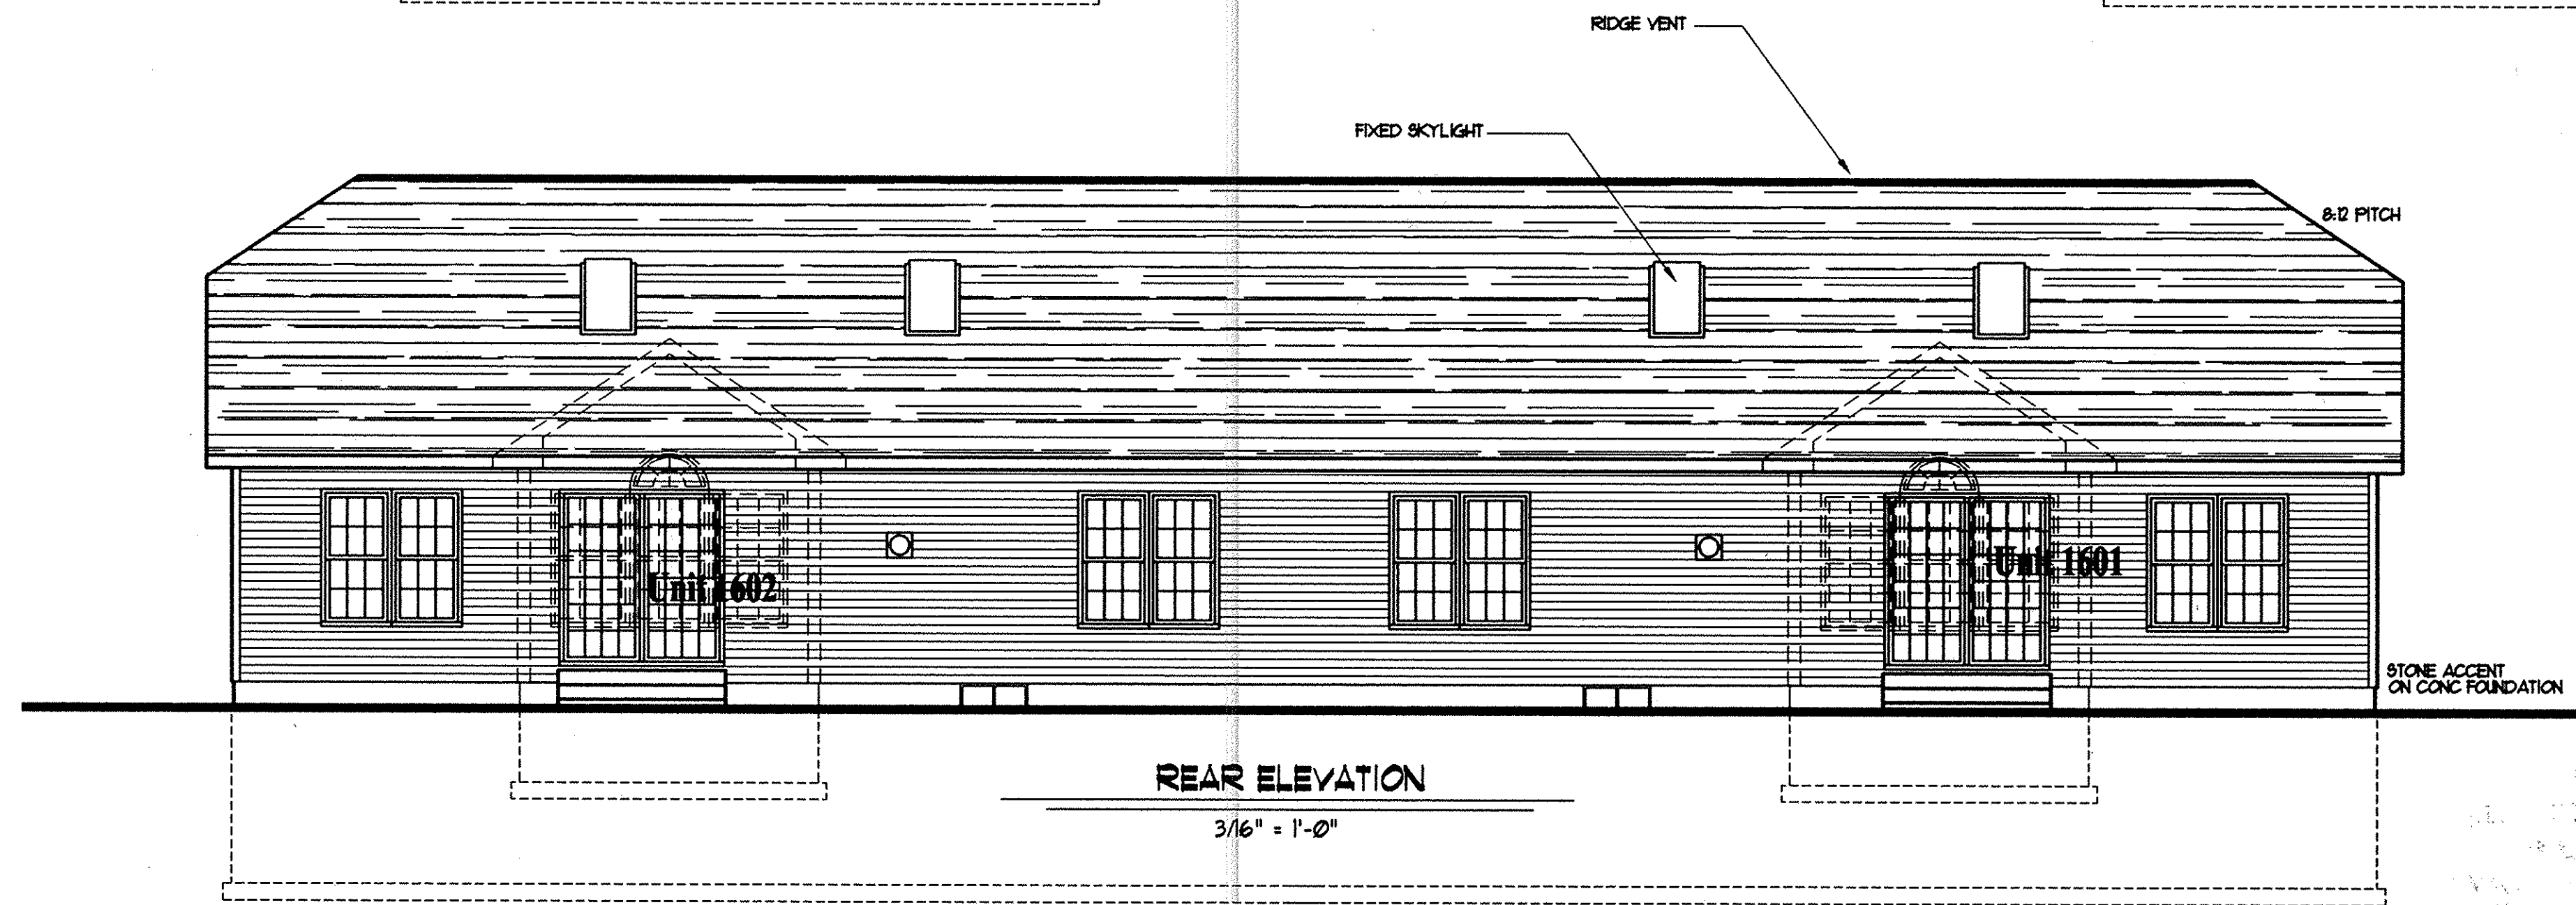 RIDGE VENT
FIXED SKYLIGHT
8:12 PITCH
Unit 1602
Unit 1601
STONE ACCENT
ON CONC FOUNDATION
REAR ELEVATION
3/16" = 1'-0"